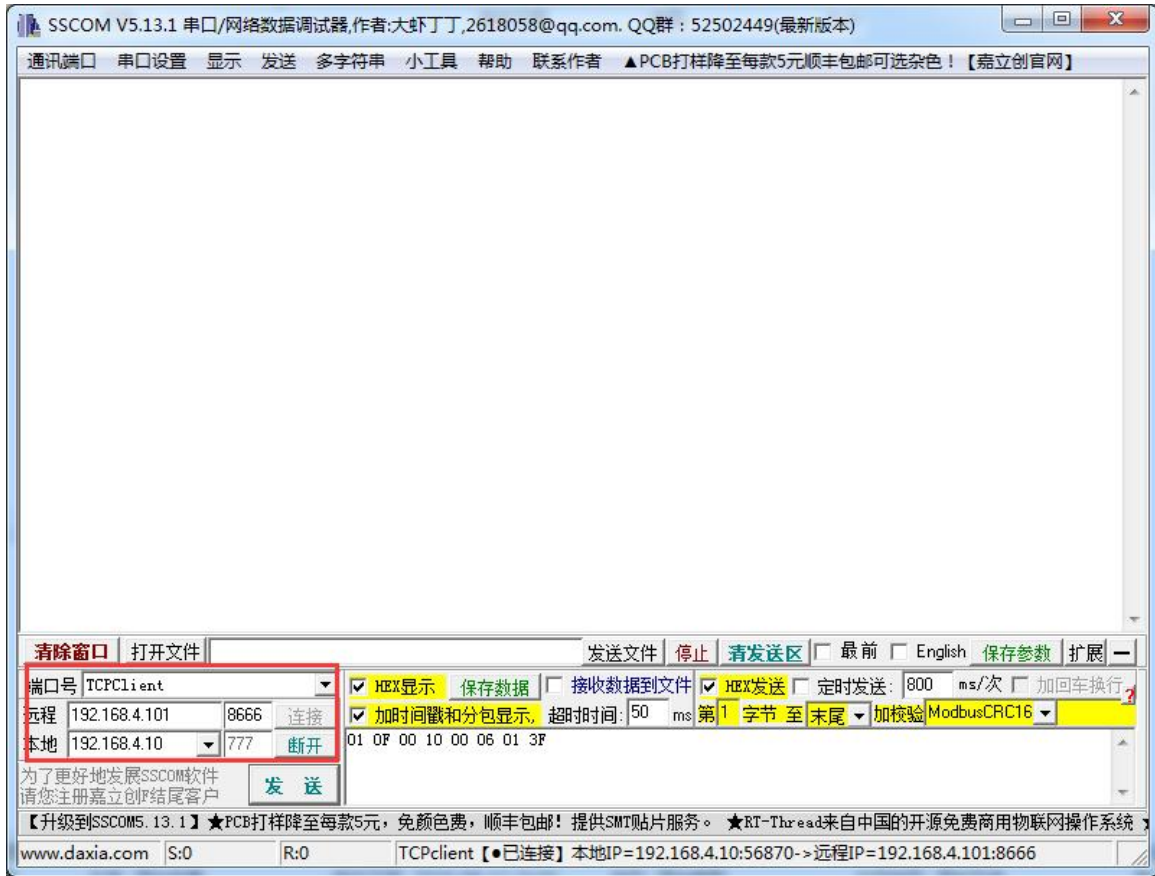 SSCOM V5.13.1 串口/网络数据调试器,作者:大虾丁丁,2618058@qq.com. QQ群：52502449(最新版本)
通讯端口 串口设置 显示 发送 多字符串 小工具 帮助 联系作者 ▲PCB打样降至每款5元顺丰包邮可选杂色！【嘉立创官网】
清除窗口 打开文件 发送文件 停止 清发送区 最前 English 保存参数 扩展 —
端口号 TCPClient HEX显示 保存数据 接收数据到文件 HEX发送 定时发送: 800 ms/次 加回车换行 ?
远程 192.168.4.101 8666 连接 加时间戳和分包显示, 超时时间: 50 ms 第1 字节 至 末尾 加校验 ModbusCRC16
本地 192.168.4.10 777 断开 01 0F 00 10 00 06 01 3F
为了更好地发展SSCOM软件
请您注册嘉立创F结尾客户 发 送
【升级到SSCOM5.13.1】★PCB打样降至每款5元，免颜色费，顺丰包邮！提供SMT贴片服务。 ★RT-Thread来自中国的开源免费商用物联网操作系统
www.daxia.com S:0 R:0 TCPclient【●已连接】本地IP=192.168.4.10:56870->远程IP=192.168.4.101:8666